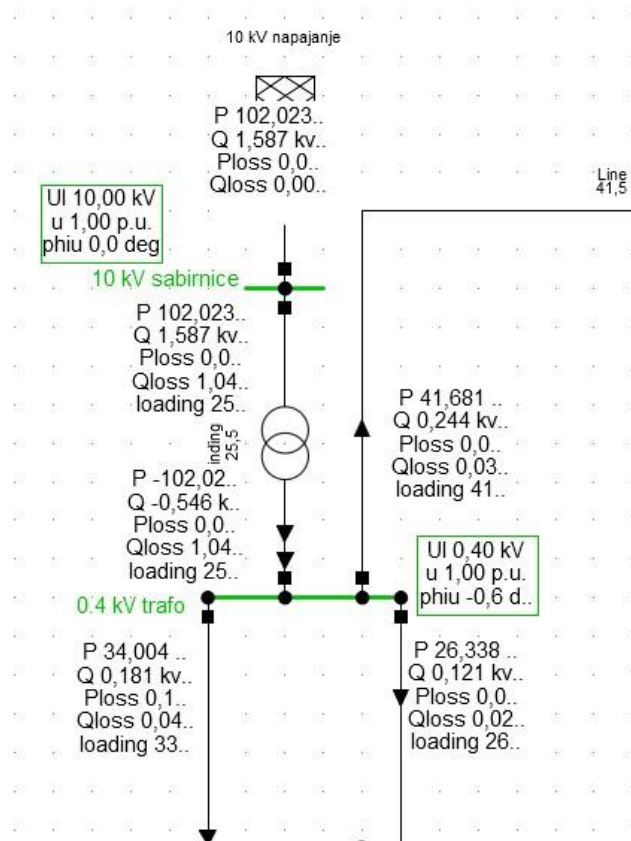 10 kV napajanje
P 102,023..
Q 1,587 kv..
Ploss 0,0..
Qloss 0,00..
Line
41,5
Ul 10,00 kV
u 1,00 p.u.
phiu 0,0 deg
10 kV sabirnice
P 102,023..
Q 1,587 kv..
Ploss 0,0..
Qloss 1,04..
loading 25..
inding
25,5
P 41,681 ..
Q 0,244 kv..
Ploss 0,0..
Qloss 0,03..
loading 41..
P -102,02..
Q -0,546 k..
Ploss 0,0..
Qloss 1,04..
loading 25..
Ul 0,40 kV
u 1,00 p.u.
phiu -0,6 d..
0.4 kV trafo
P 34,004 ..
Q 0,181 kv..
Ploss 0,1..
Qloss 0,04..
loading 33..
P 26,338 ..
Q 0,121 kv..
Ploss 0,0..
Qloss 0,02..
loading 26..